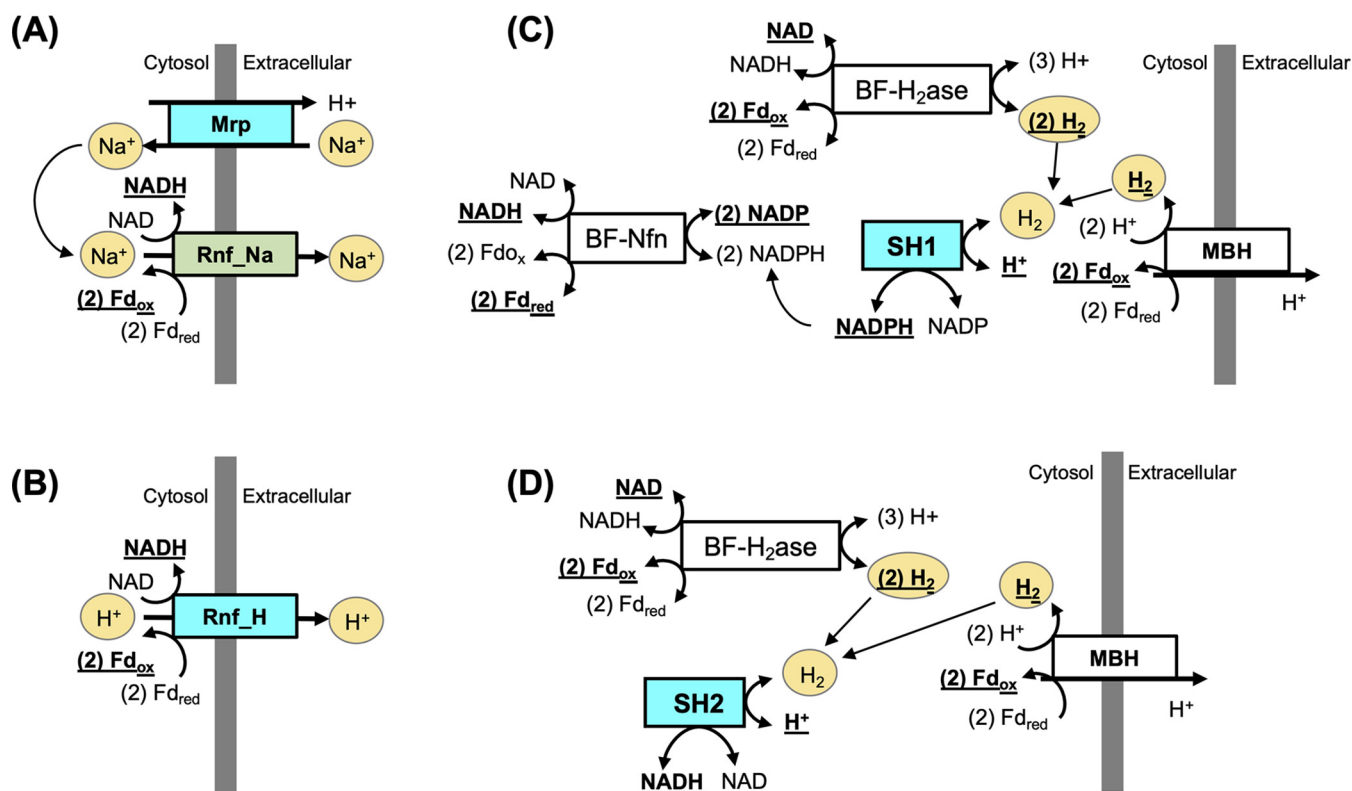 (A)
Cytosol
Extracellular
H+
Mrp
Na+
Na+
NADH
NAD
Na+
Rnf_Na
Na+
(2) Fdox
(2) Fdred
(B)
Cytosol
Extracellular
NADH
NAD
H+
Rnf_H
H+
(2) Fdox
(2) Fdred
(C)
NAD
NADH
BF-H2ase
(3) H+
(2) Fdox
(2) H2
(2) Fdred
Cytosol
Extracellular
NAD
NADH
BF-Nfn
(2) NADP
(2) Fdox
(2) NADPH
(2) Fdred
H2
H2
(2) H+
SH1
H+
MBH
(2) Fdox
(2) Fdred
H+
NADPH
NADP
(D)
Cytosol
Extracellular
NAD
NADH
BF-H2ase
(3) H+
(2) Fdox
(2) H2
(2) Fdred
H2
(2) H+
H2
MBH
SH2
H+
(2) Fdox
(2) Fdred
H+
NADH
NAD